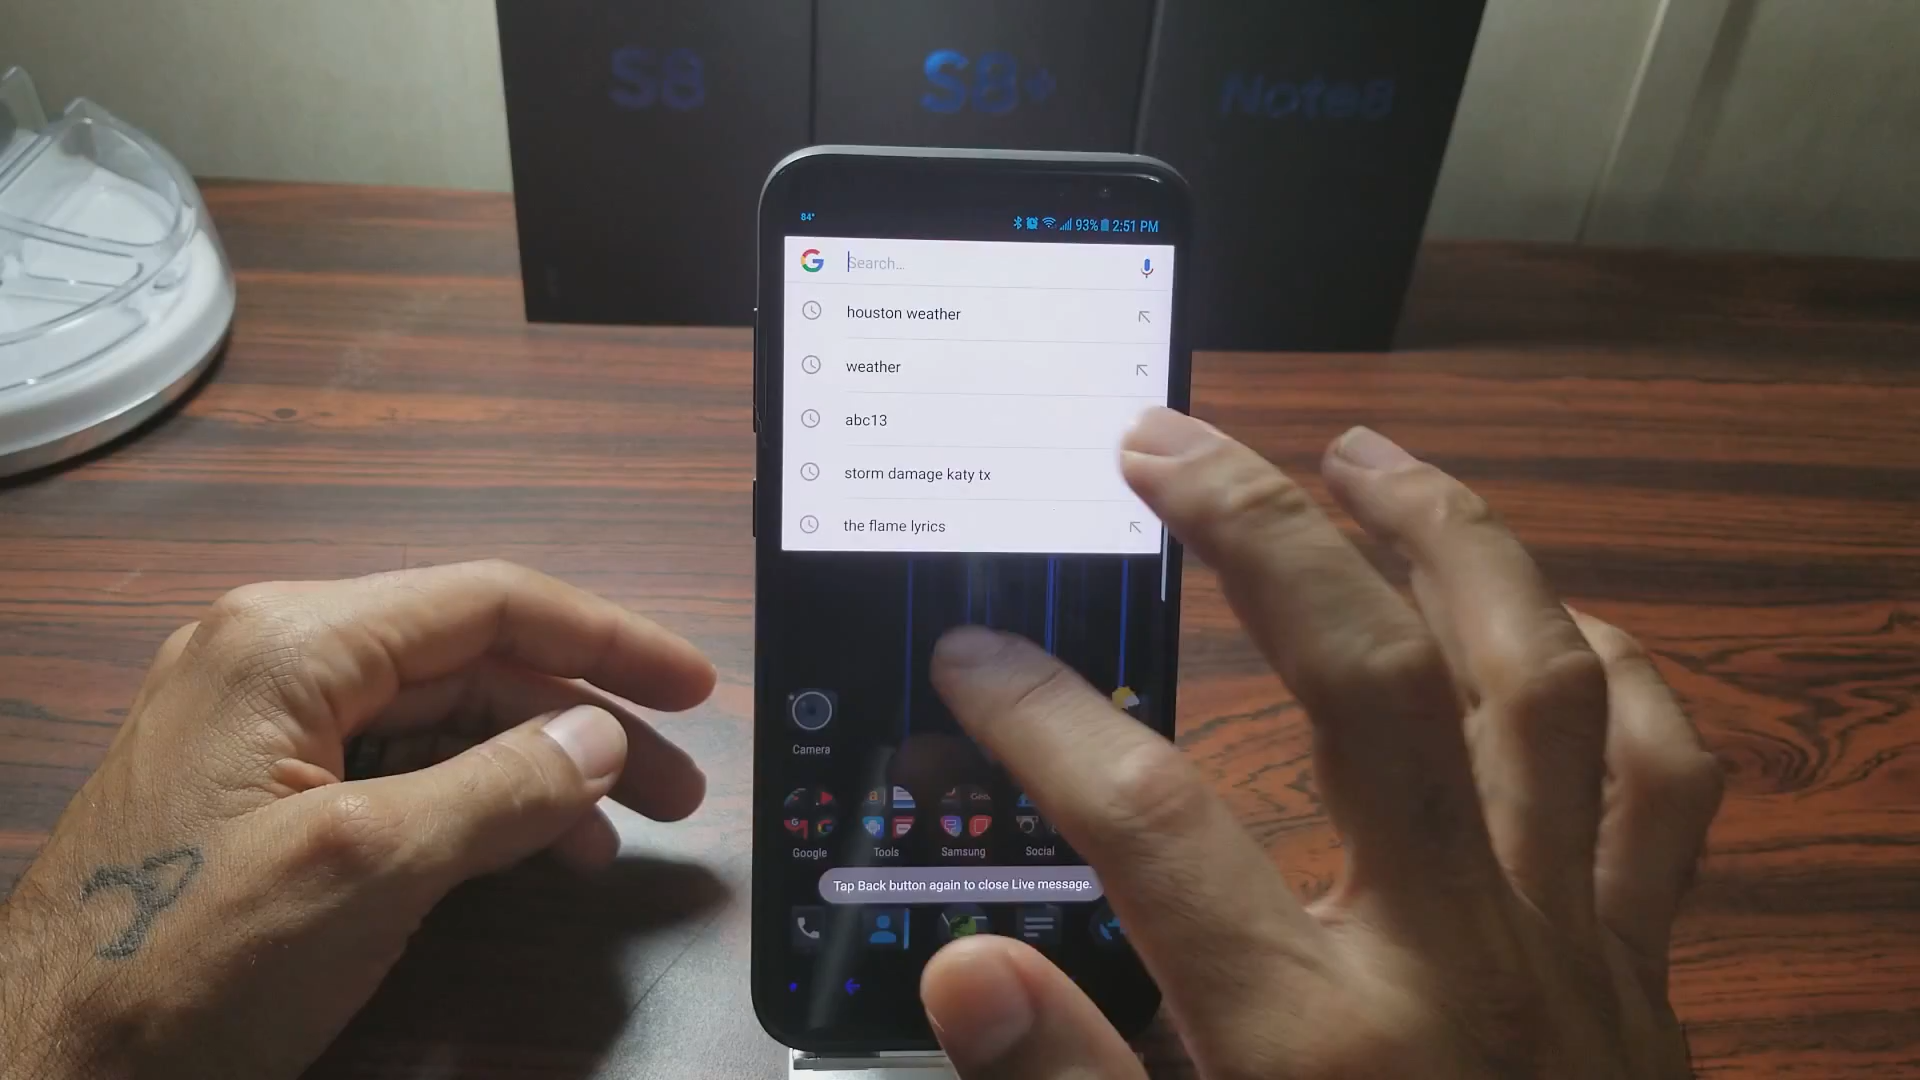 S8
S8+
Note8
84°
93%
2:51 PM
Search...
houston weather
weather
abc13
storm damage katy tx
the flame lyrics
Camera
Google
Tools
Samsung
Social
Tap Back button again to close Live message.